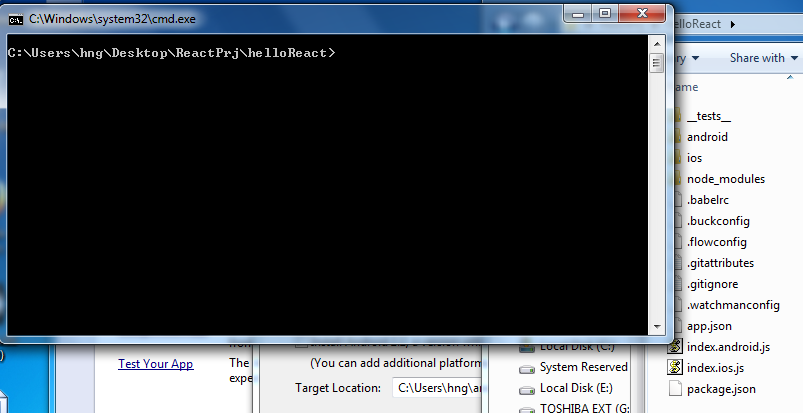 C:\Windows\system32\cmd.exe
C:\Users\hng\Desktop\ReactPrj\helloReact>
elloReact
Share with
ame
__tests__
android
ios
node_modules
.babelrc
.buckconfig
.flowconfig
.gitattributes
.gitignore
.watchmanconfig
app.json
index.android.js
index.ios.js
package.json
Test Your App
The
expe
(You can add additional platform
Target Location:
C:\Users\hng\a
Local Disk (C:)
System Reserved
Local Disk (E:)
TOSHIBA EXT (G: